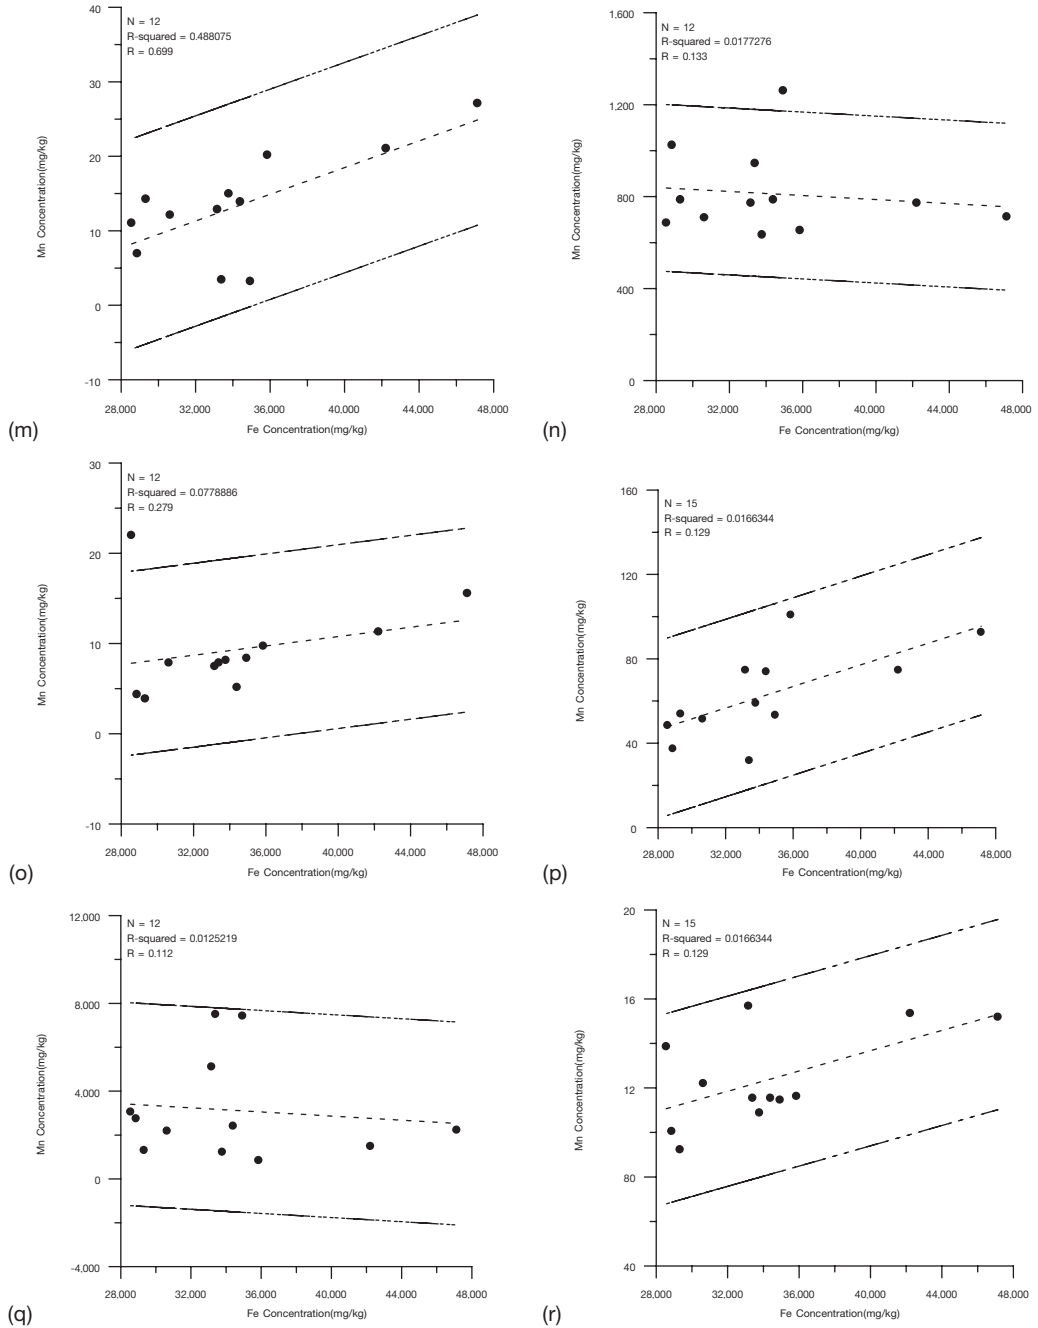 40
N = 12
R-squared = 0.488075
R = 0.699
30
20
10
0
-10
Mn Concentration(mg/kg)
28,000 32,000 36,000 40,000 44,000 48,000
Fe Concentration(mg/kg)
(m)
1,600
N = 12
R-squared = 0.0177276
R = 0.133
1,200
800
400
0
Mn Concentration(mg/kg)
28,000 32,000 36,000 40,000 44,000 48,000
Fe Concentration(mg/kg)
(n)
30
N = 12
R-squared = 0.0778886
R = 0.279
20
10
0
-10
Mn Concentration(mg/kg)
28,000 32,000 36,000 40,000 44,000 48,000
Fe Concentration(mg/kg)
(o)
160
N = 15
R-squared = 0.0166344
R = 0.129
120
80
40
0
Mn Concentration(mg/kg)
28,000 32,000 36,000 40,000 44,000 48,000
Fe Concentration(mg/kg)
(p)
12,000
N = 12
R-squared = 0.0125219
R = 0.112
8,000
4,000
0
-4,000
Mn Concentration(mg/kg)
28,000 32,000 36,000 40,000 44,000 48,000
Fe Concentration(mg/kg)
(q)
20
N = 15
R-squared = 0.0166344
R = 0.129
16
12
80
40
Mn Concentration(mg/kg)
28,000 32,000 36,000 40,000 44,000 48,000
Fe Concentration(mg/kg)
(r)